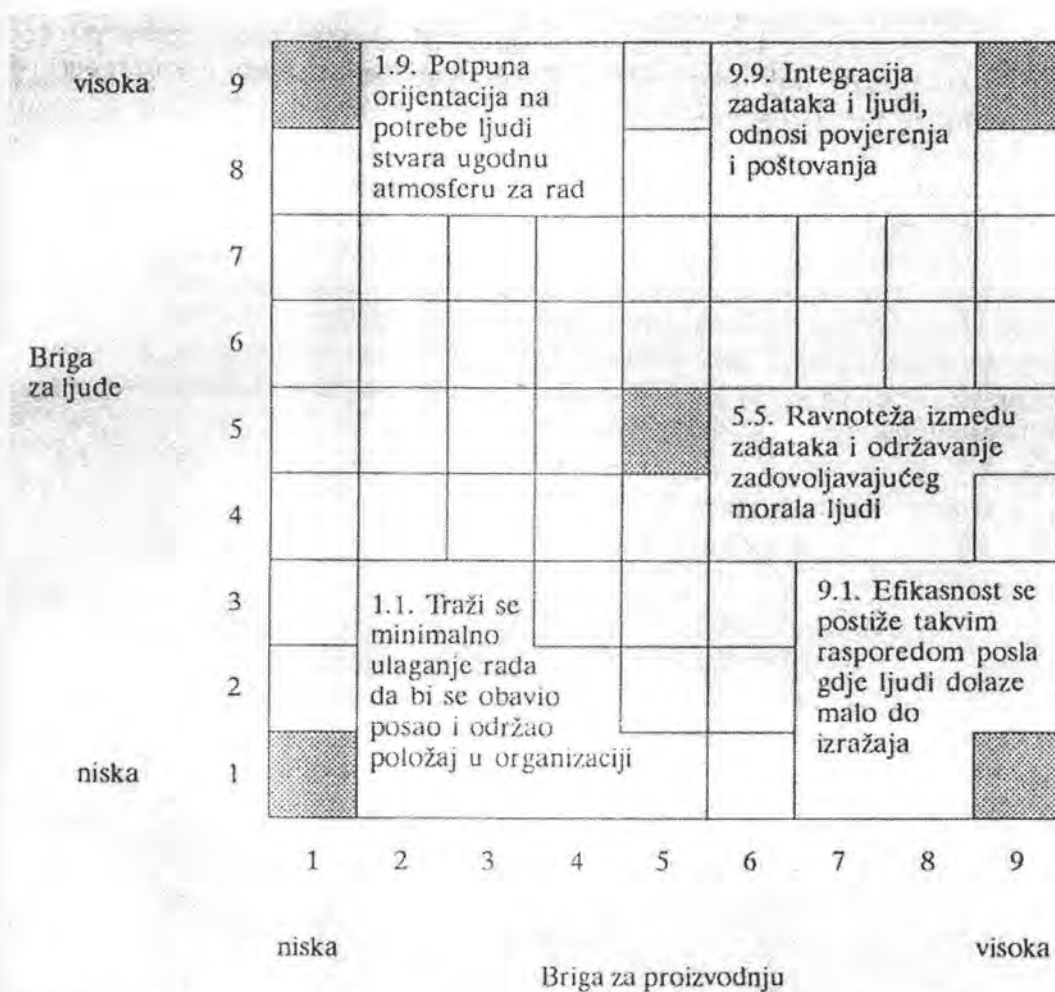 visoka
9
8
7
6
5
4
3
2
1
Briga
za ljude
niska
1.9. Potpuna
orijentacija na
potrebe ljudi
stvara ugodnu
atmosferu za rad
9.9. Integracija
zadataka i ljudi,
odnosi povjerenja
i poštovanja
5.5. Ravnoteža između
zadataka i održavanje
zadovoljavajućeg
morala ljudi
1.1. Traži se
minimalno
ulaganje rada
da bi se obavio
posao i održao
položaj u organizaciji
9.1. Efikasnost se
postiže takvim
rasporedom posla
gdje ljudi dolaze
malo do
izražaja
1 2 3 4 5 6 7 8 9
niska
visoka
Briga za proizvodnju